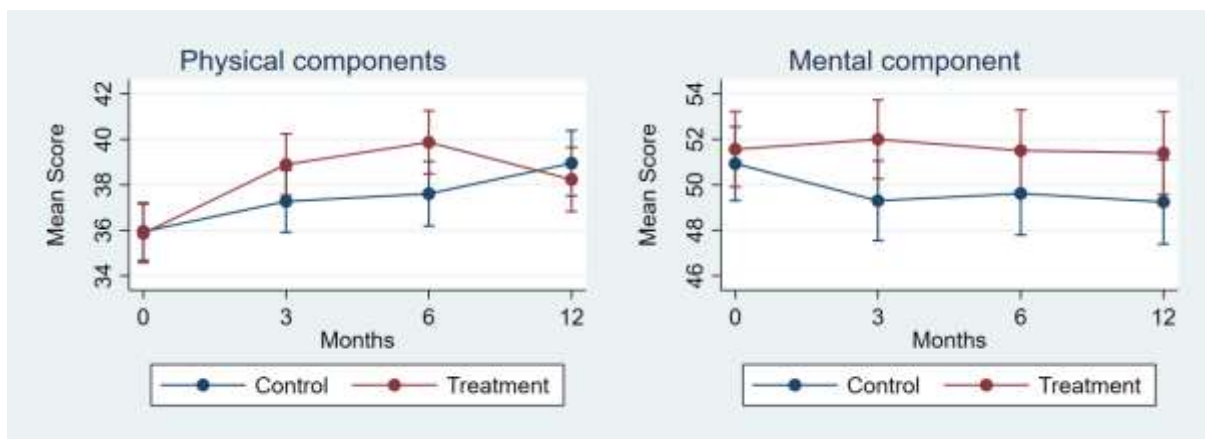 Physical components
Mean Score
42
40
38
36
34
0 3 6 12
Months
Control Treatment
Mental component
Mean Score
54
52
50
48
46
0 3 6 12
Months
Control Treatment